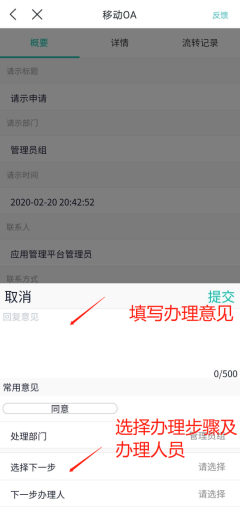 移动OA
反馈
概要 详情 流转记录
请示标题
请示申请
请示部门
管理员组
请示时间
2020-02-20 20:42:52
联系人
应用管理平台管理员
联系方式
取消 提交
回复意见
填写办理意见
0/500
常用意见
同意
选择办理步骤及
办理人员
处理部门 管理员组
选择下一步 请选择
下一步办理人 请选择